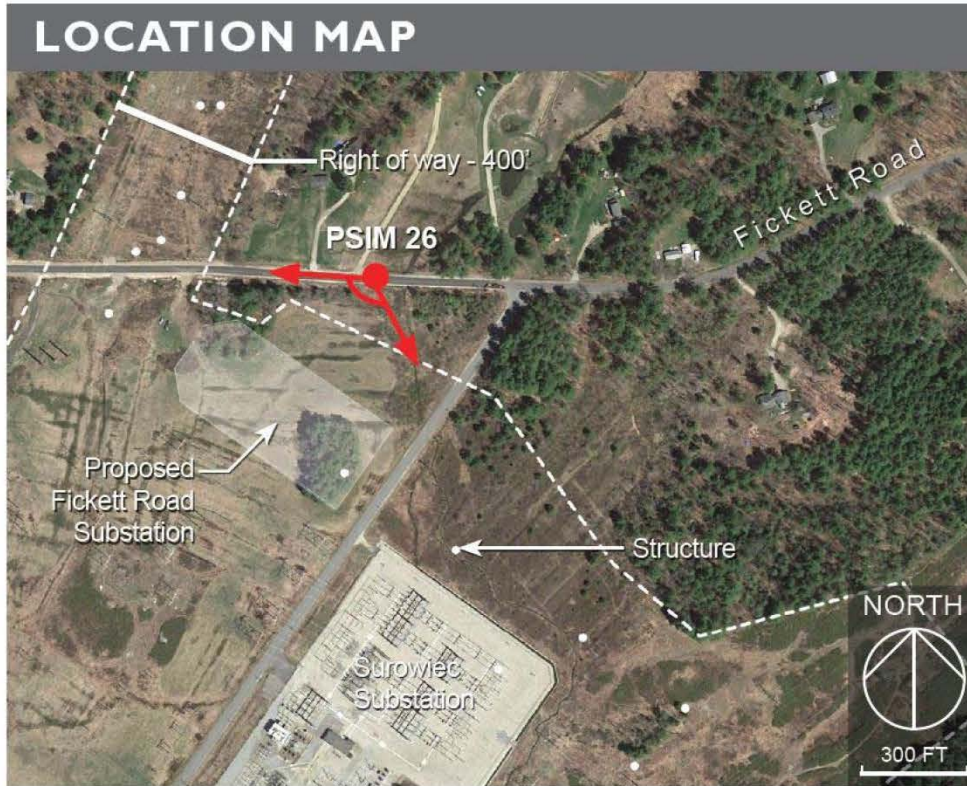 LOCATION MAP
Right of way - 400'
PSIM 26
Fickett Road
Proposed
Fickett Road
Substation
Structure
Surowiec
Substation
NORTH
300 FT